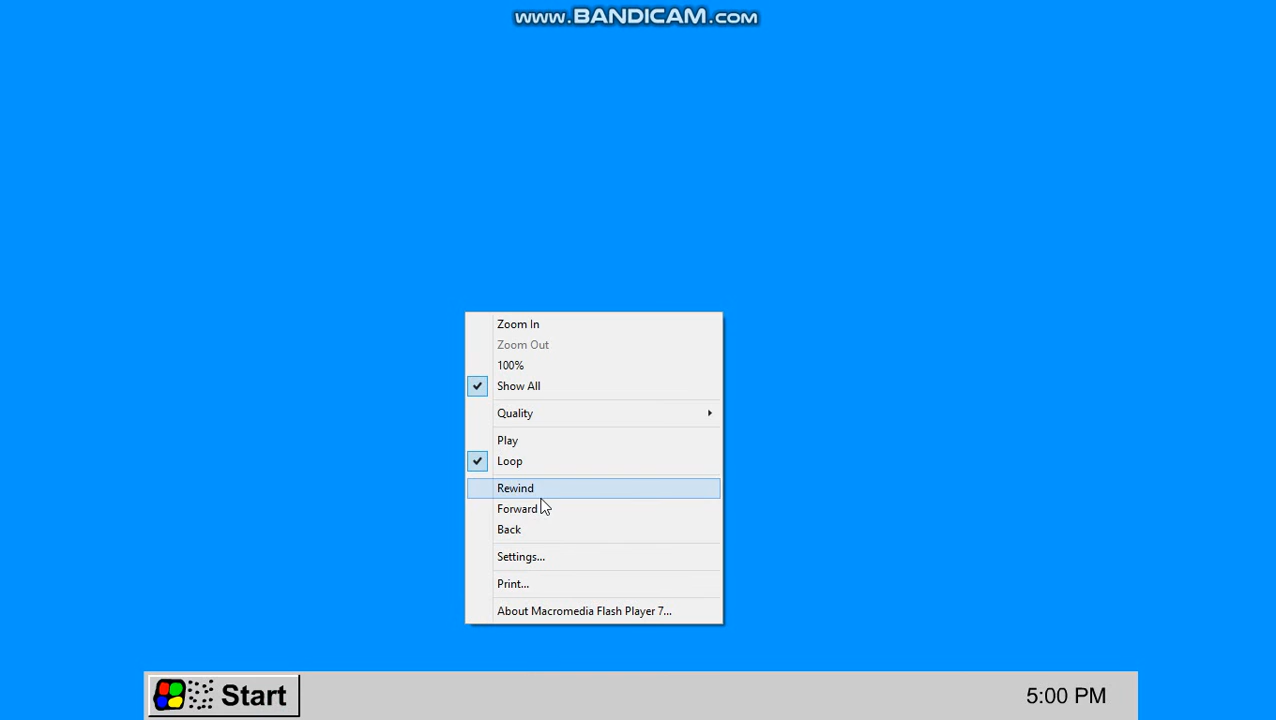 www.BANDICAM.com
Zoom In
Zoom Out
100%
Show All
Quality
Play
Loop
Rewind
Forward
Back
Settings...
Print...
About Macromedia Flash Player 7...
Start
5:00 PM